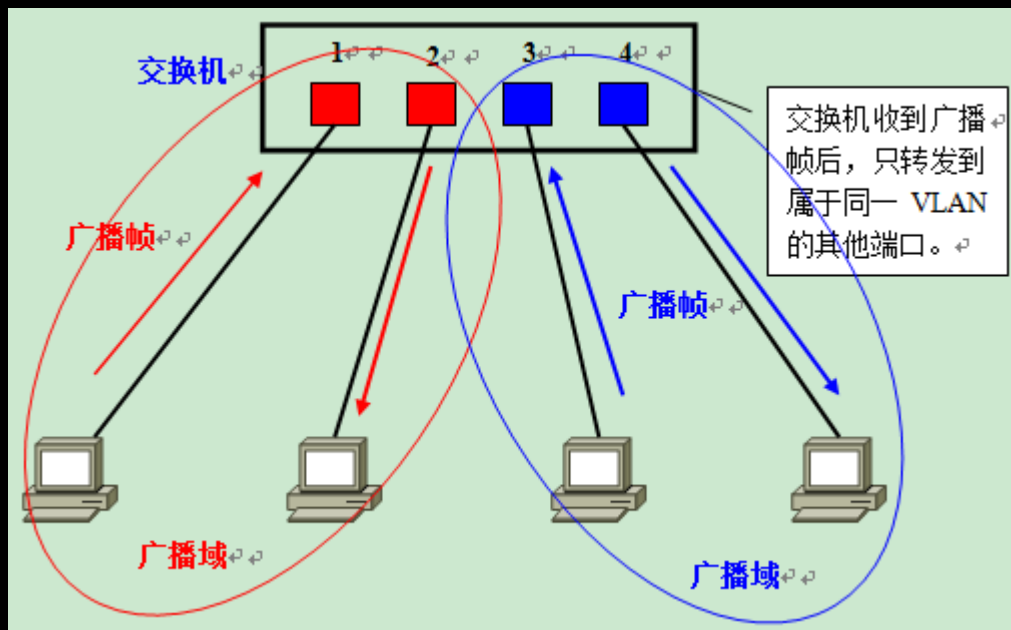 1 2 3 4
交换机
交换机收到广播
帧后，只转发到
属于同一 VLAN
的其他端口。
广播帧
广播帧
广播域
广播域